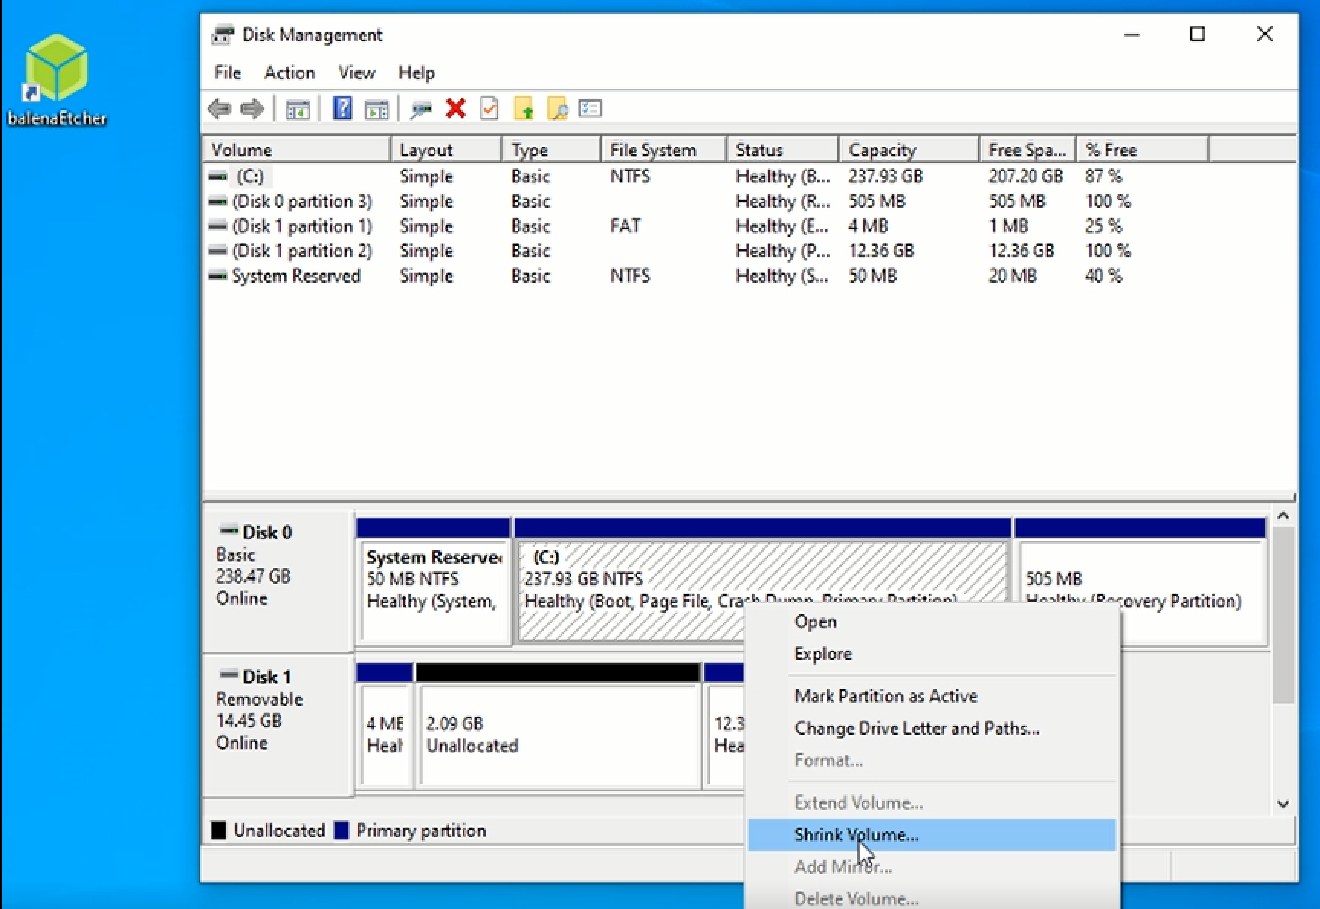 balenaEtcher
Disk Management
File Action View Help
Volume Layout Type File System Status Capacity Free Spa... % Free
(C:) Simple Basic NTFS Healthy (B... 237.93 GB 207.20 GB 87 %
(Disk 0 partition 3) Simple Basic Healthy (R... 505 MB 505 MB 100 %
(Disk 1 partition 1) Simple Basic FAT Healthy (E... 4 MB 1 MB 25 %
(Disk 1 partition 2) Simple Basic Healthy (P... 12.36 GB 12.36 GB 100 %
System Reserved Simple Basic NTFS Healthy (S... 50 MB 20 MB 40 %
Disk 0
Basic
238.47 GB
Online
System Reserve
50 MB NTFS
Healthy (System,
(C:)
237.93 GB NTFS
Healthy (Boot, Page File, Crash Dump, Primary Partition)
505 MB
Healthy (Recovery Partition)
Disk 1
Removable
14.45 GB
Online
4 ME
Heal
2.09 GB
Unallocated
12.3
Hea
Open
Explore
Mark Partition as Active
Change Drive Letter and Paths...
Format...
Extend Volume...
Shrink Volume...
Add Mirror...
Delete Volume...
Unallocated Primary partition